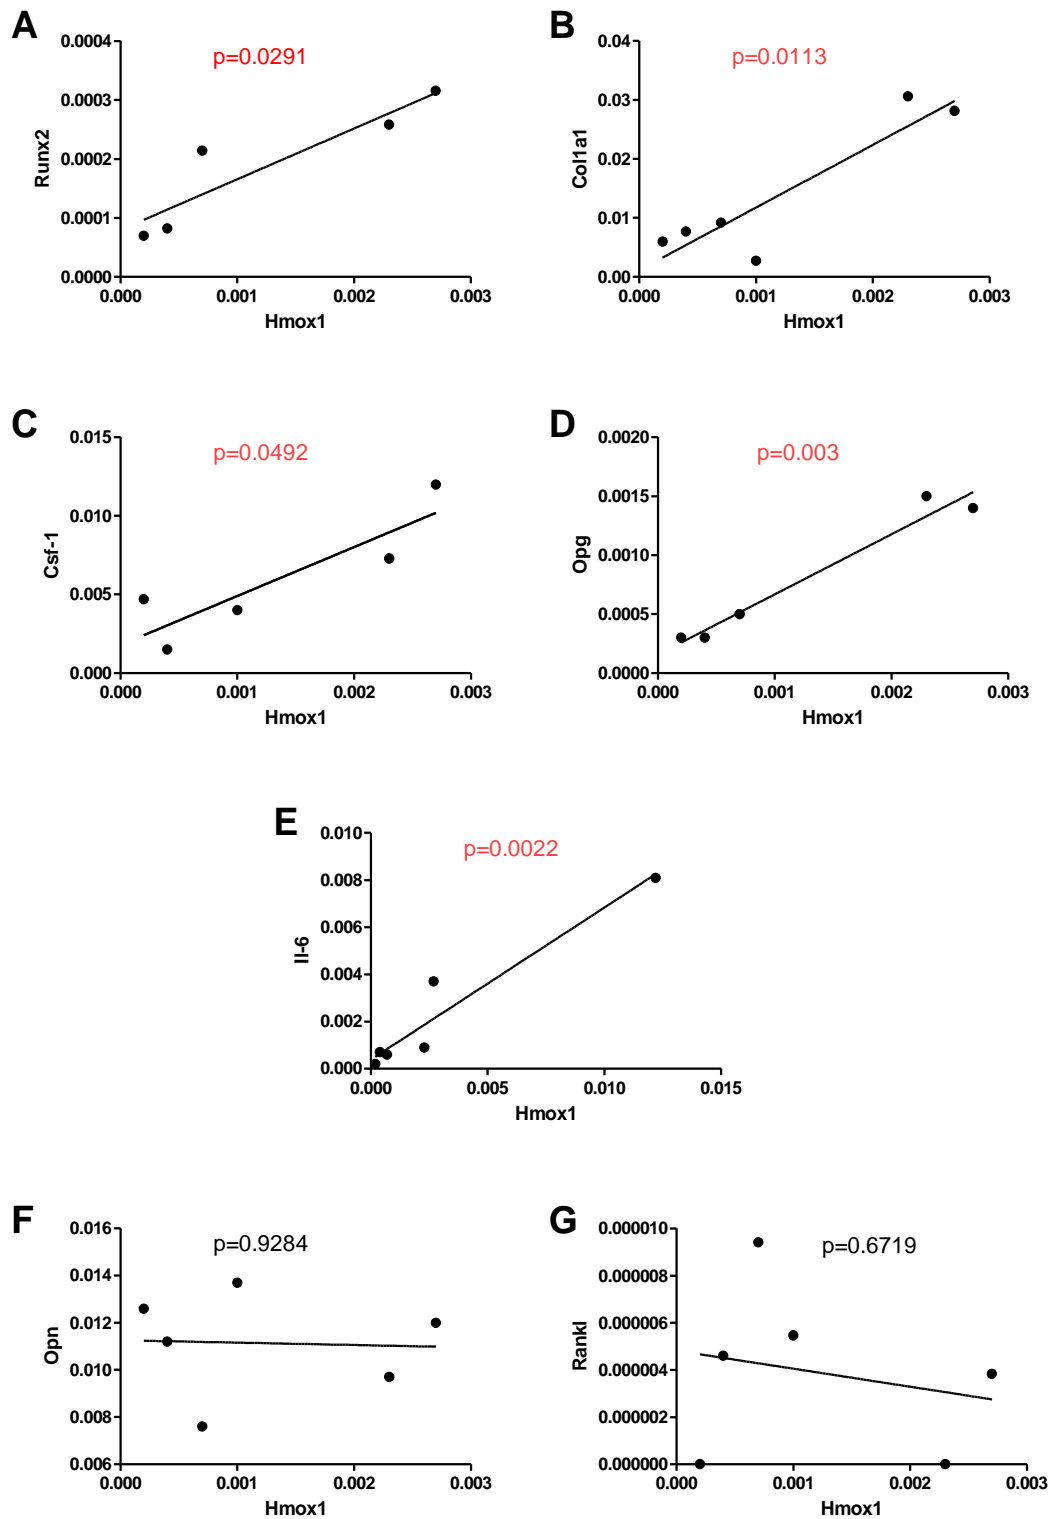 A
p=0.0291
Runx2
0.0004
0.0003
0.0002
0.0001
0.0000
0.000 0.001 0.002 0.003
Hmox1
B
p=0.0113
Col1a1
0.04
0.03
0.02
0.01
0.00
0.000 0.001 0.002 0.003
Hmox1
C
p=0.0492
Csf-1
0.015
0.010
0.005
0.000
0.000 0.001 0.002 0.003
Hmox1
D
p=0.003
Opg
0.0020
0.0015
0.0010
0.0005
0.0000
0.000 0.001 0.002 0.003
Hmox1
E
p=0.0022
Il-6
0.010
0.008
0.006
0.004
0.002
0.000
0.000 0.005 0.010 0.015
Hmox1
F
p=0.9284
Opn
0.016
0.014
0.012
0.010
0.008
0.006
0.000 0.001 0.002 0.003
Hmox1
G
p=0.6719
Rankl
0.000010
0.000008
0.000006
0.000004
0.000002
0.000000
0.000 0.001 0.002 0.003
Hmox1